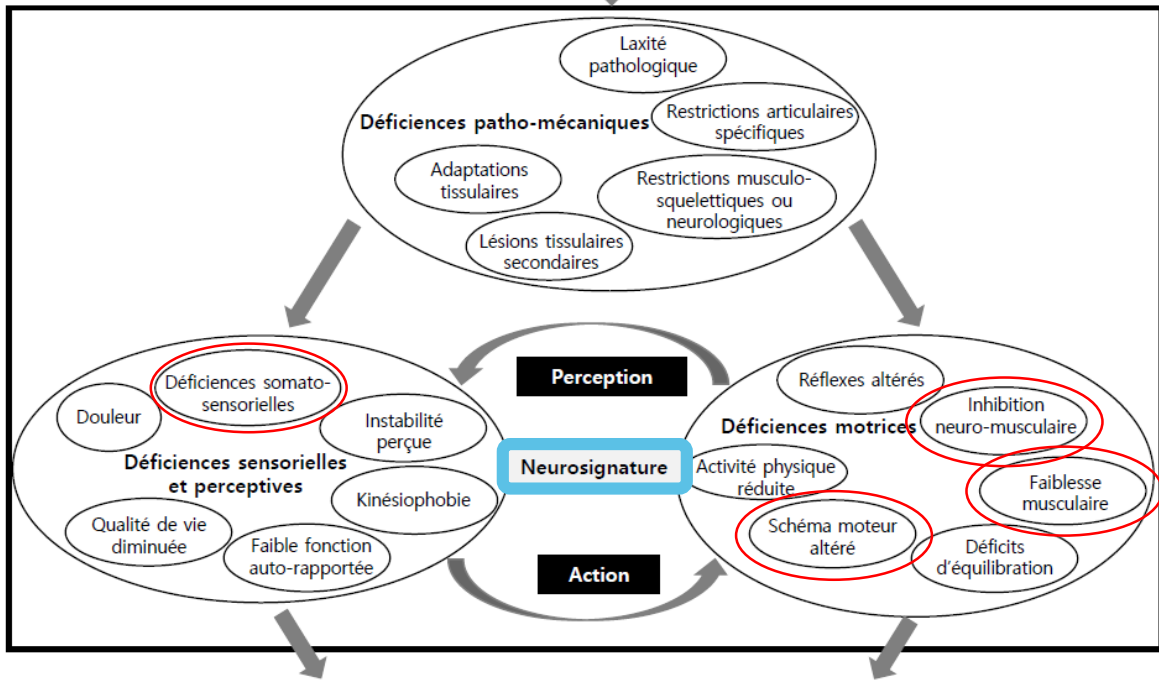 Laxité
pathologique
Déficiences patho-mécaniques
Restrictions articulaires
spécifiques
Adaptations
tissulaires
Restrictions musculo-
squelettiques ou
neurologiques
Lésions tissulaires
secondaires
Perception
Neurosignature
Action
Déficiences somato-
sensorielles
Douleur
Instabilité
perçue
Déficiences sensorielles
et perceptives
Kinésiophobie
Qualité de vie
diminuée
Faible fonction
auto-rapportée
Réflexes altérés
Inhibition
neuro-musculaire
Déficiences motrices
Activité physique
réduite
Faiblesse
musculaire
Schéma moteur
altéré
Déficits
d'équilibration